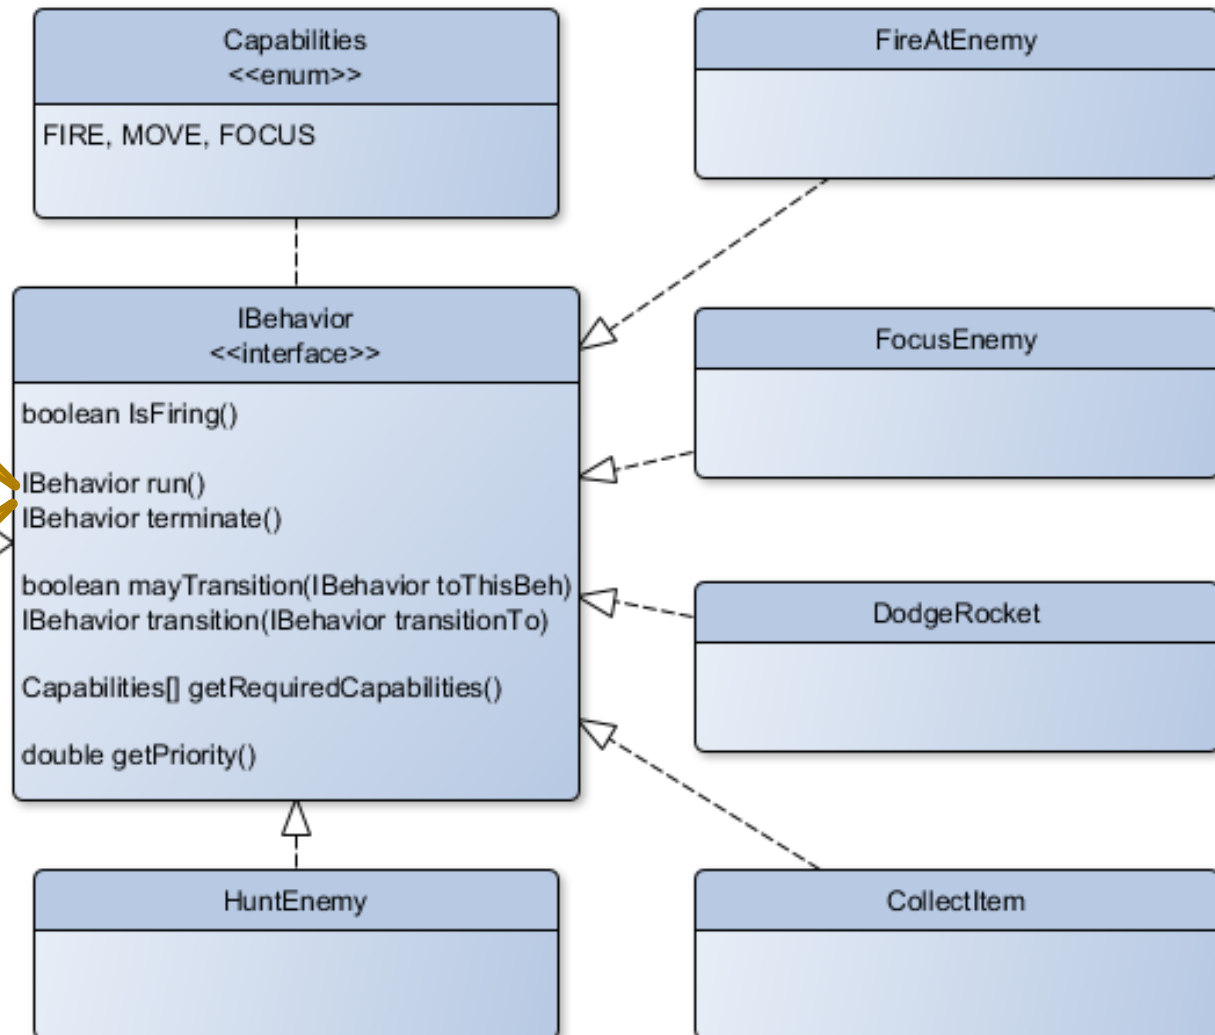 Capabilities
<<enum>>
FIRE, MOVE, FOCUS
FireAtEnemy
IBehavior
<<interface>>
boolean IsFiring()
IBehavior run()
IBehavior terminate()
boolean mayTransition(IBehavior toThisBeh)
IBehavior transition(IBehavior transitionTo)
Capabilities[] getRequiredCapabilities()
double getPriority()
FocusEnemy
DodgeRocket
HuntEnemy
CollectItem